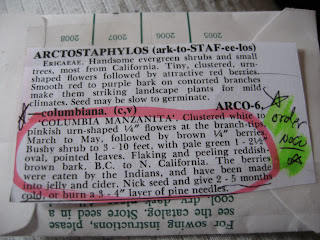 2008
ARCTOSTAPHYLOS (ark-to-STAF-ee-los)
ERICACEAE. Handsome evergreen shrubs and small
trees, most from California. Tiny, clustered, urn-
shaped flowers followed by attractive red berries.
Smooth red to purple bark on contorted branches
make them striking landscape plants for mild
climates. Seed may be slow to germinate.
columbiana. (c,v) ARCO-6.
'COLUMBIA MANZANITA'. Clustered white to
pinkish urn-shaped ¼" flowers at the branch-tips,
March to May, followed by brown ¼" berries.
Bushy shrub to 3 - 10 feet, with pale green 1 - 2½"
oval, pointed leaves. Flaking and peeling reddish-
brown bark. B.C. to N. California. The berries
were eaten by the Indians, and have been made
into jelly and cider. Nick seed and give 2 - 5 months
cold, or burn a 3 - 4" layer of pine needles.
order
now
For sowing instructions, please
see the catalog. Store seed in a
cool, dry, dark